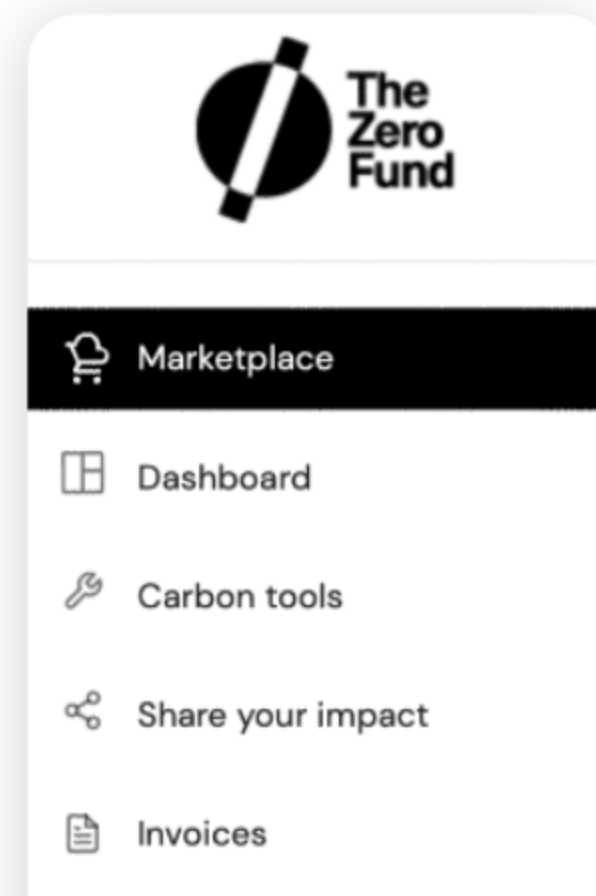 The
Zero
Fund
Marketplace
Dashboard
Carbon tools
Share your impact
Invoices